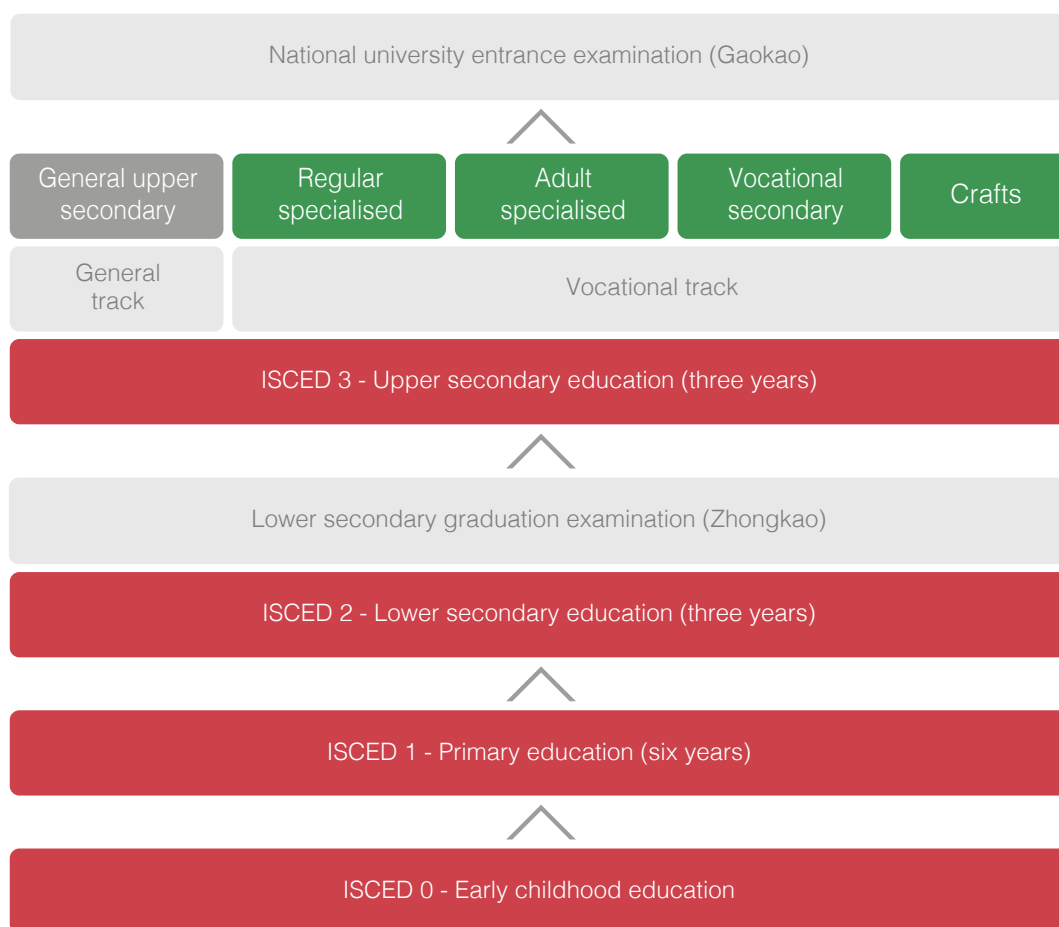 National university entrance examination (Gaokao)
General upper
secondary
Regular
specialised
Adult
specialised
Vocational
secondary
Crafts
General
track
Vocational track
ISCED 3 - Upper secondary education (three years)
Lower secondary graduation examination (Zhongkao)
ISCED 2 - Lower secondary education (three years)
ISCED 1 - Primary education (six years)
ISCED 0 - Early childhood education